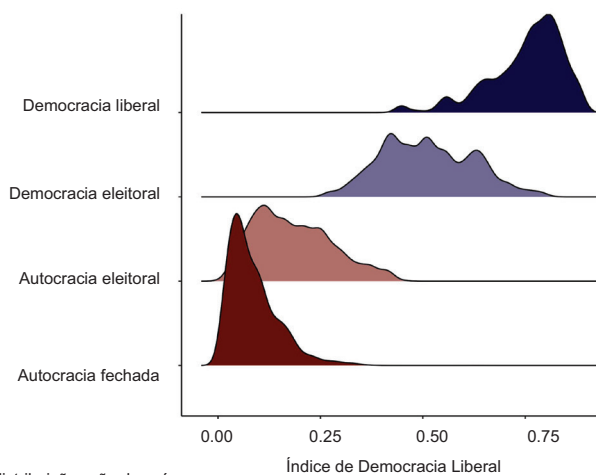 Democracia liberal
Democracia eleitoral
Autocracia eleitoral
Autocracia fechada
0.00 0.25 0.50 0.75
Índice de Democracia Liberal